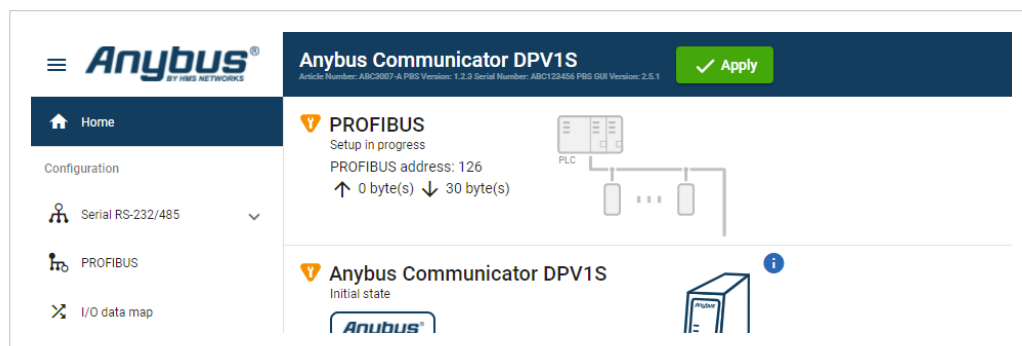 Anybus®
BY HMS NETWORKS
Anybus Communicator DPV1S
Article Number: ABC3007-A PBS Version: 1.2.3 Serial Number: ABC123456 PBS GUI Version: 2.5.1
Apply
Home
Configuration
Serial RS-232/485
PROFIBUS
I/O data map
PROFIBUS
Setup in progress
PROFIBUS address: 126
0 byte(s) 30 byte(s)
PLC
Anybus Communicator DPV1S
Initial state
Anybus®
Anybus